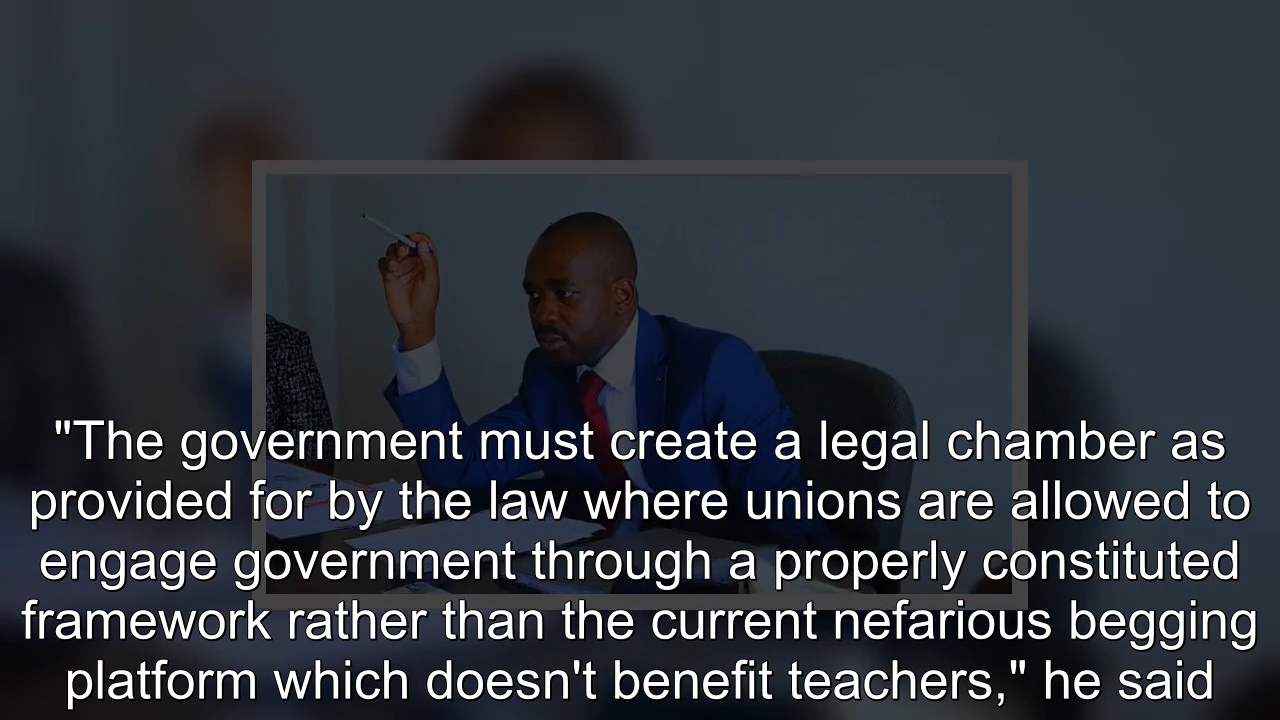 "The government must create a legal chamber as
provided for by the law where unions are allowed to
engage government through a properly constituted
framework rather than the current nefarious begging
platform which doesn't benefit teachers," he said